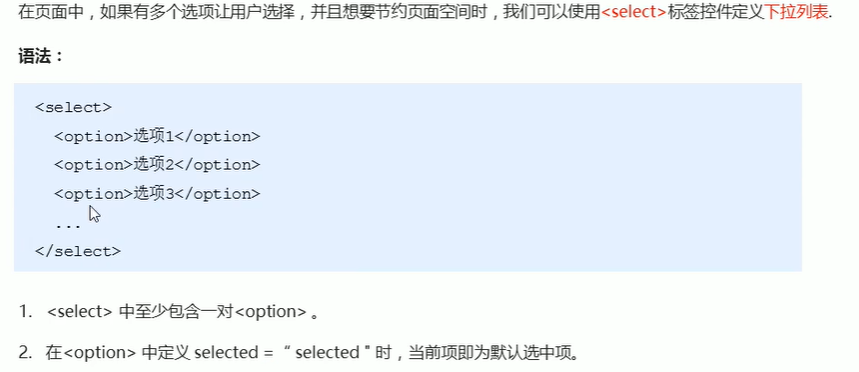 在页面中，如果有多个选项让用户选择，并且想要节约页面空间时，我们可以使用<select>标签控件定义下拉列表.
语法：
<select>
<option>选项1</option>
<option>选项2</option>
<option>选项3</option>
...
</select>
1. <select> 中至少包含一对<option> 。
2. 在<option> 中定义 selected = “ selected " 时，当前项即为默认选中项。